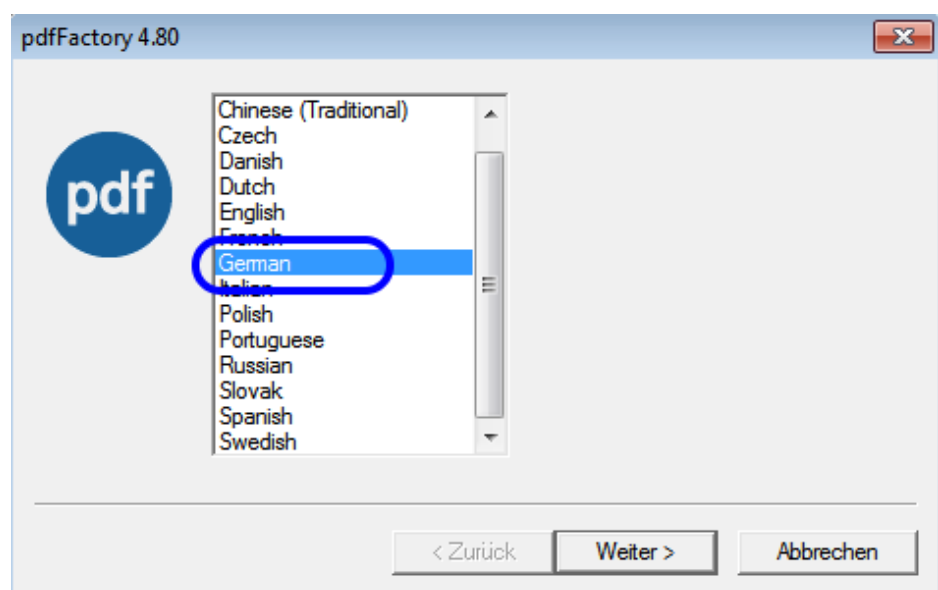 pdfFactory 4.80
pdf
Chinese (Traditional)
Czech
Danish
Dutch
English
French
German
Italian
Polish
Portuguese
Russian
Slovak
Spanish
Swedish
< Zurück
Weiter >
Abbrechen